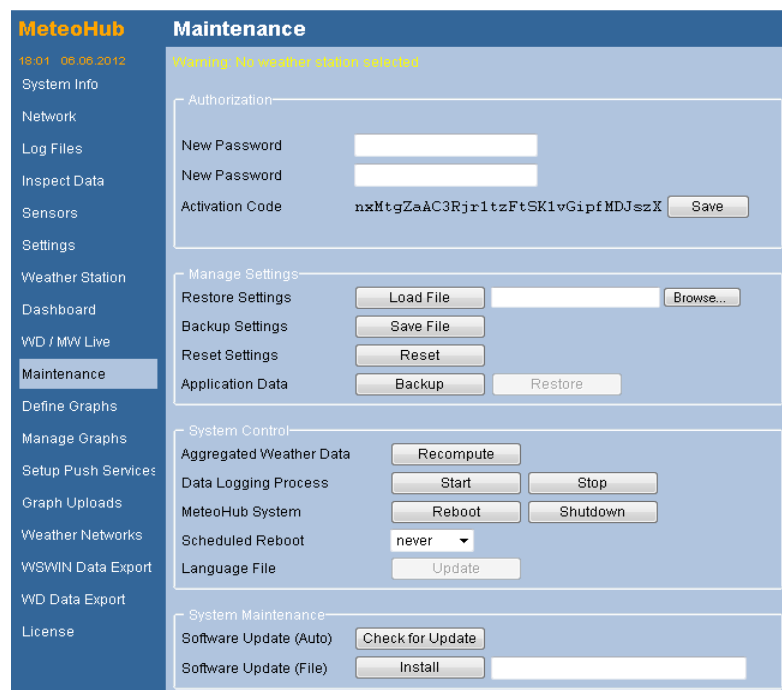 MeteoHub
Maintenance
18:01 06.06.2012
Warning: No weather station selected
System Info
Network
Log Files
Inspect Data
Sensors
Settings
Weather Station
Dashboard
WD / MW Live
Maintenance
Define Graphs
Manage Graphs
Setup Push Services
Graph Uploads
Weather Networks
WSWIN Data Export
WD Data Export
License
Authorization
New Password
New Password
Activation Code nxMtgZaAC3Rjr1tzFtSK1vGipfMDJszX Save
Manage Settings
Restore Settings Load File Browse...
Backup Settings Save File
Reset Settings Reset
Application Data Backup Restore
System Control
Aggregated Weather Data Recompute
Data Logging Process Start Stop
MeteoHub System Reboot Shutdown
Scheduled Reboot never
Language File Update
System Maintenance
Software Update (Auto) Check for Update
Software Update (File) Install